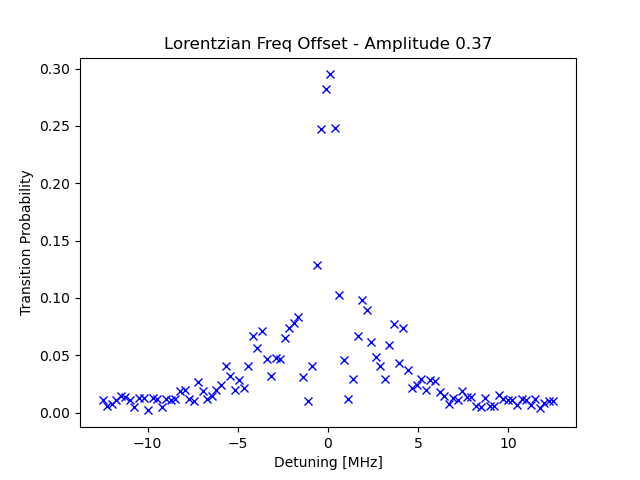 Lorentzian Freq Offset - Amplitude 0.37
0.30
0.25
0.20
0.15
0.10
0.05
0.00
Transition Probability
−10 −5 0 5 10
Detuning [MHz]